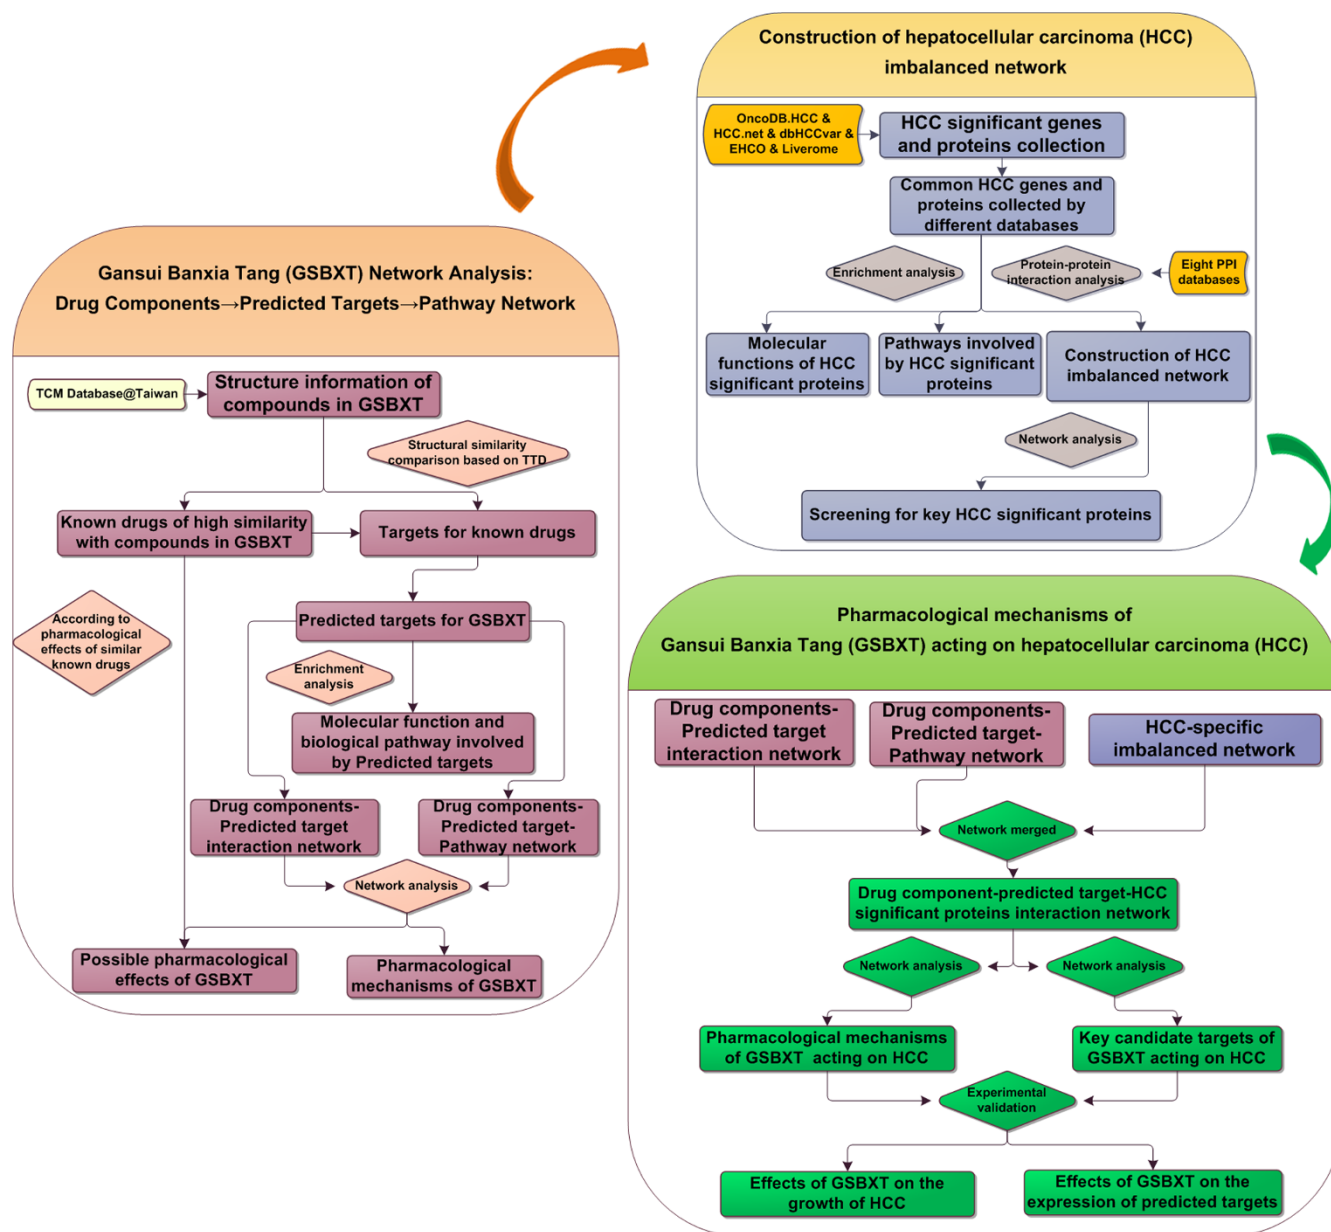 Gansui Banxia Tang (GSBXT) Network Analysis:
Drug Components→Predicted Targets→Pathway Network
TCM Database@Taiwan
Structure information of
compounds in GSBXT
Structural similarity
comparison based on TTD
Known drugs of high similarity
with compounds in GSBXT
Targets for known drugs
According to
pharmacological
effects of similar
known drugs
Predicted targets for GSBXT
Enrichment
analysis
Molecular function and
biological pathway involved
by Predicted targets
Drug components-
Predicted target
interaction network
Drug components-
Predicted target-
Pathway network
Network analysis
Possible pharmacological
effects of GSBXT
Pharmacological
mechanisms of GSBXT
Construction of hepatocellular carcinoma (HCC)
imbalanced network
OncoDB.HCC &
HCC.net & dbHCCvar &
EHCO & Liverome
HCC significant genes
and proteins collection
Common HCC genes and
proteins collected by
different databases
Enrichment analysis
Protein-protein
interaction analysis
Eight PPI
databases
Molecular
functions of HCC
significant proteins
Pathways involved
by HCC significant
proteins
Construction of HCC
imbalanced network
Network analysis
Screening for key HCC significant proteins
Pharmacological mechanisms of
Gansui Banxia Tang (GSBXT) acting on hepatocellular carcinoma (HCC)
Drug components-
Predicted target
interaction network
Drug components-
Predicted target-
Pathway network
HCC-specific
imbalanced network
Network merged
Drug component-predicted target-HCC
significant proteins interaction network
Network analysis
Network analysis
Pharmacological mechanisms
of GSBXT acting on HCC
Key candidate targets of
GSBXT acting on HCC
Experimental
validation
Effects of GSBXT on the
growth of HCC
Effects of GSBXT on the
expression of predicted targets